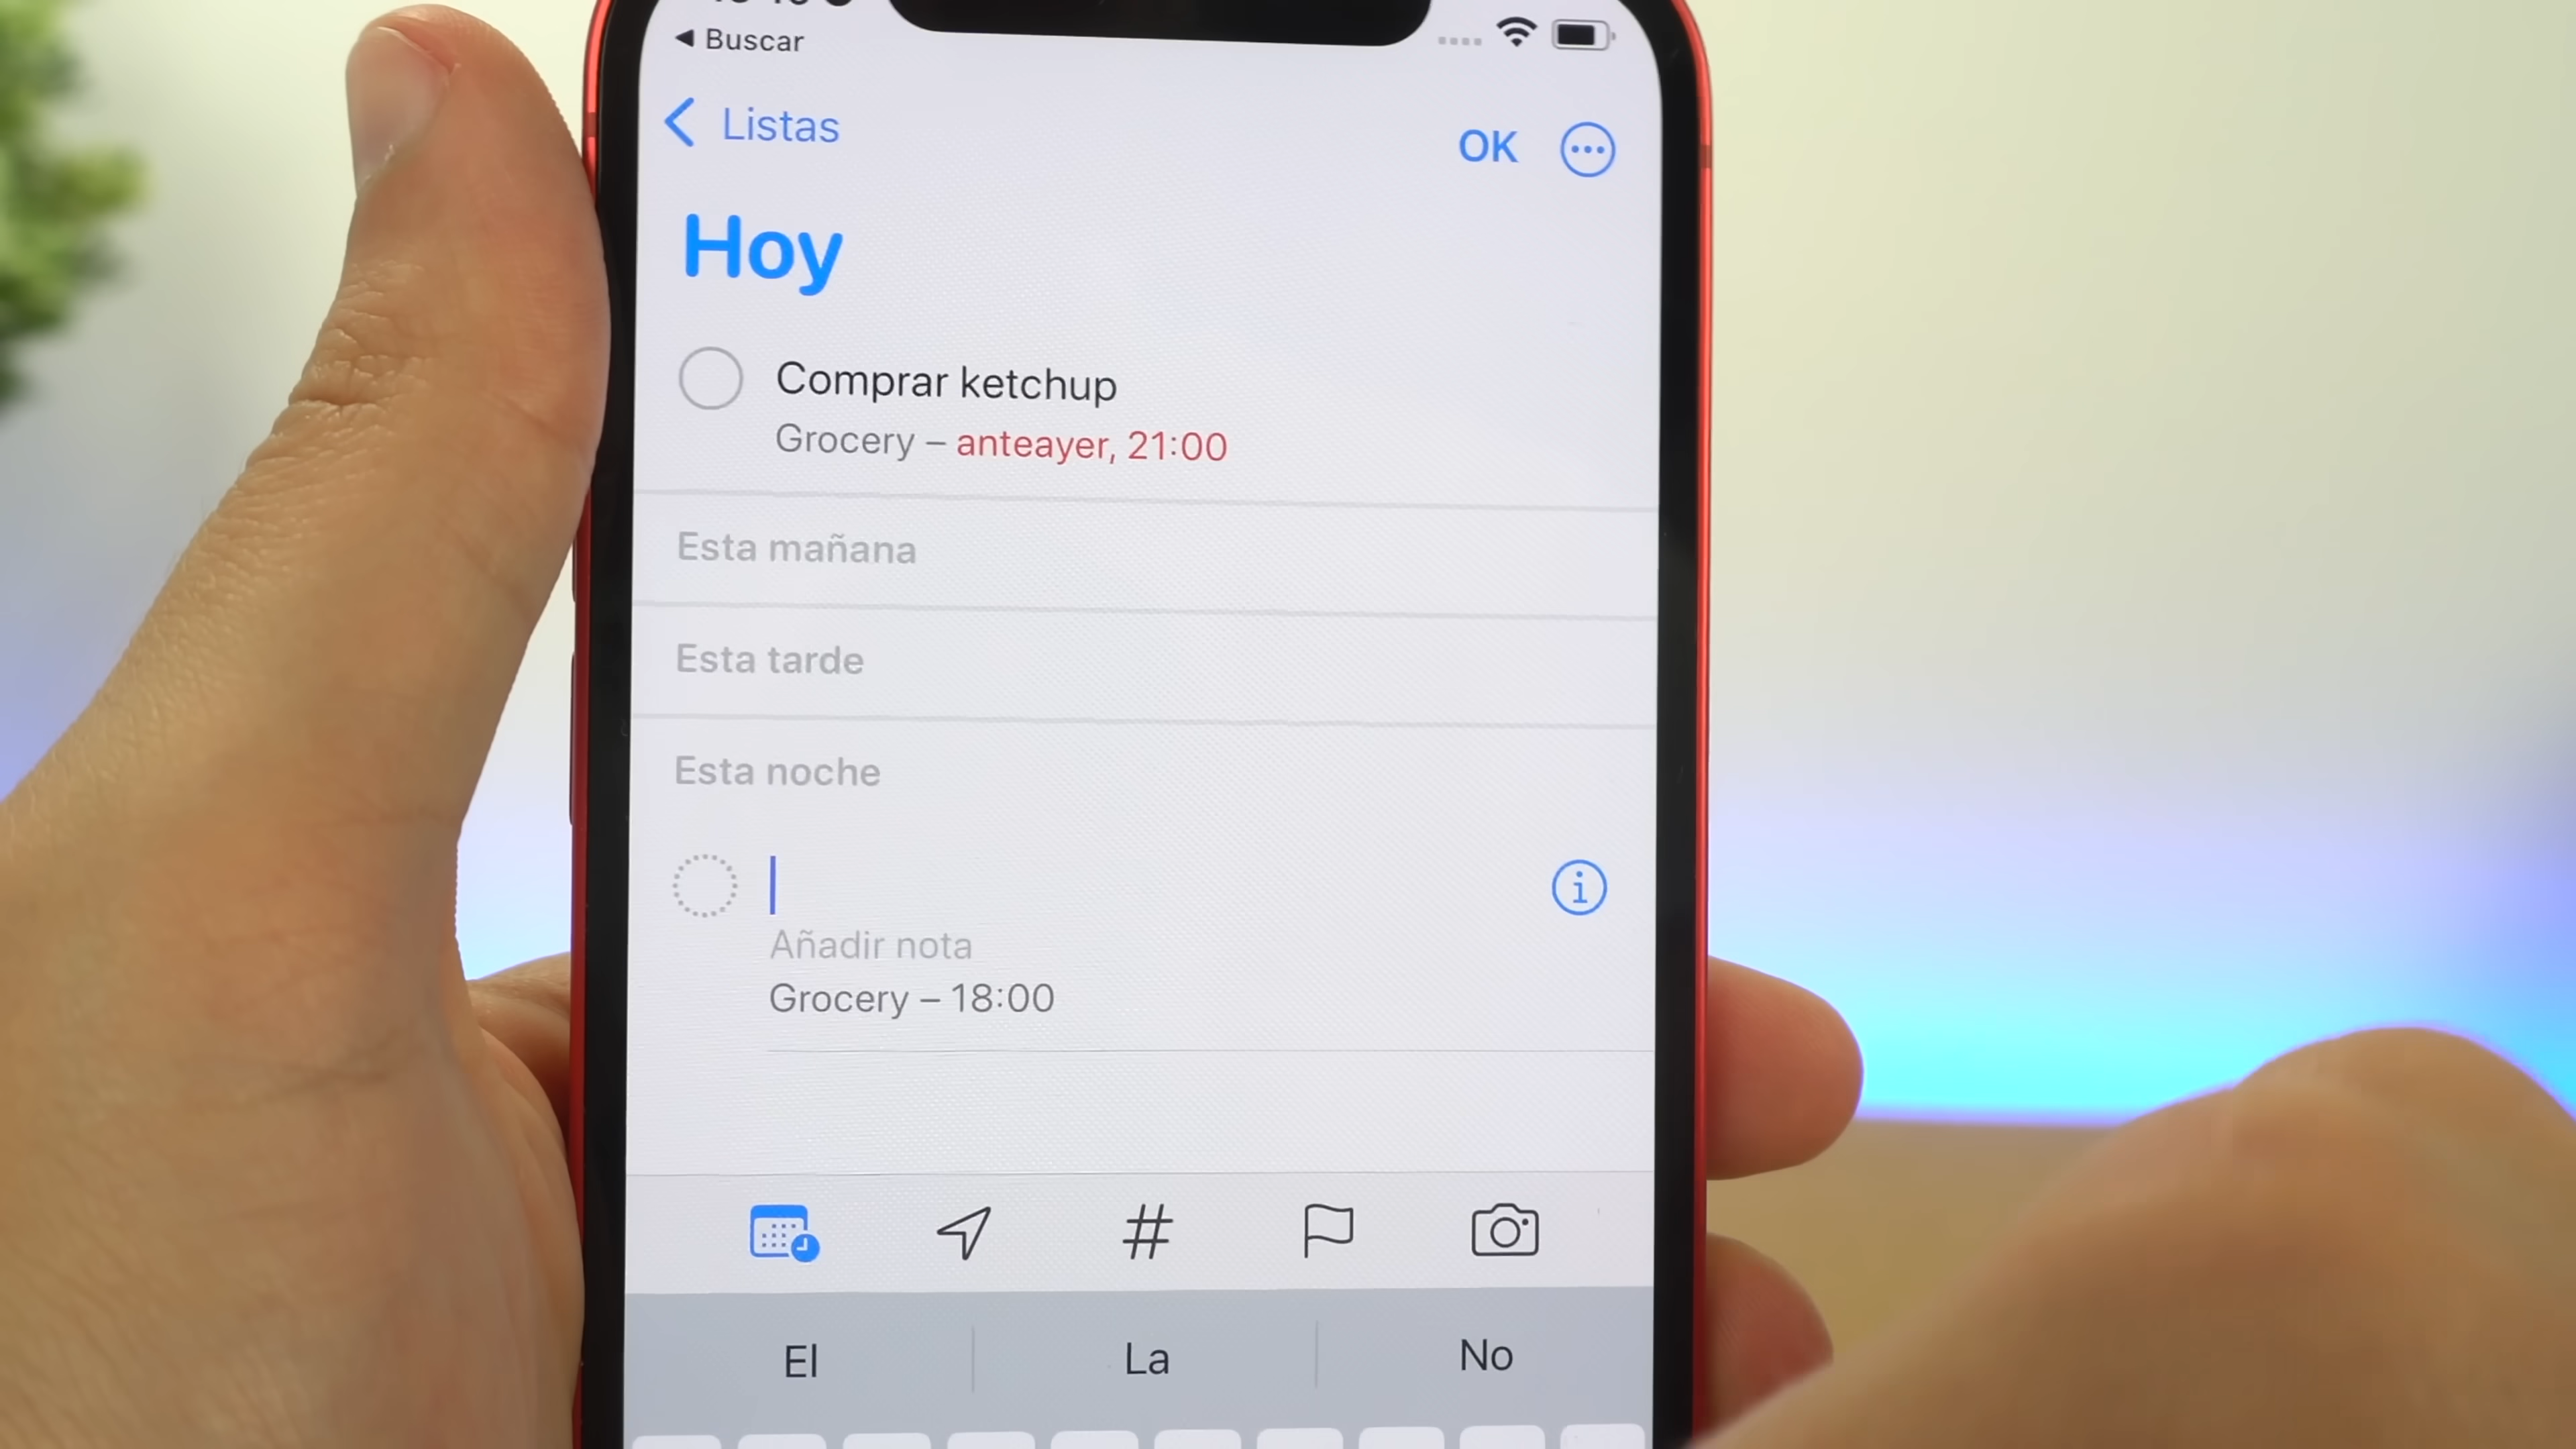 Buscar
Listas
OK
Hoy
Comprar ketchup
Grocery – anteayer, 21:00
Esta mañana
Esta tarde
Esta noche
Añadir nota
Grocery – 18:00
El
La
No